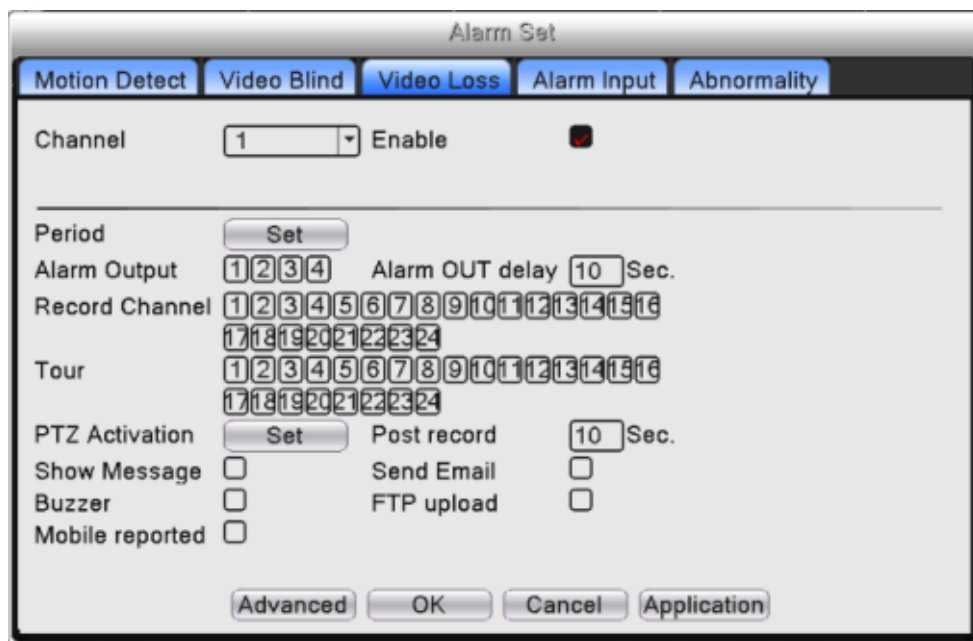 Alarm Set
Motion Detect Video Blind Video Loss Alarm Input Abnormality
Channel 1 Enable
Period Set
Alarm Output 1 2 3 4 Alarm OUT delay 10 Sec.
Record Channel 1 2 3 4 5 6 7 8 9 10 11 12 13 14 15 16
17 18 19 20 21 22 23 24
Tour 1 2 3 4 5 6 7 8 9 10 11 12 13 14 15 16
17 18 19 20 21 22 23 24
PTZ Activation Set Post record 10 Sec.
Show Message Send Email
Buzzer FTP upload
Mobile reported
Advanced OK Cancel Application